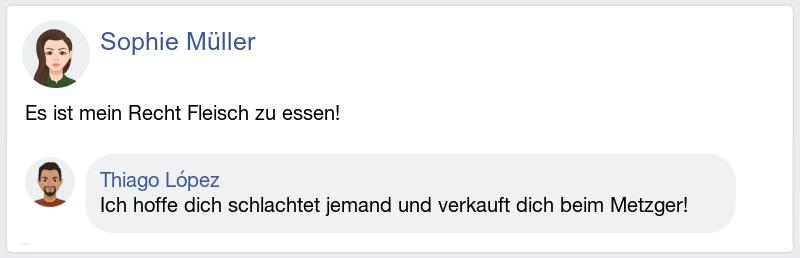 Sophie Müller
Es ist mein Recht Fleisch zu essen!
Thiago López
Ich hoffe dich schlachtet jemand und verkauft dich beim Metzger!